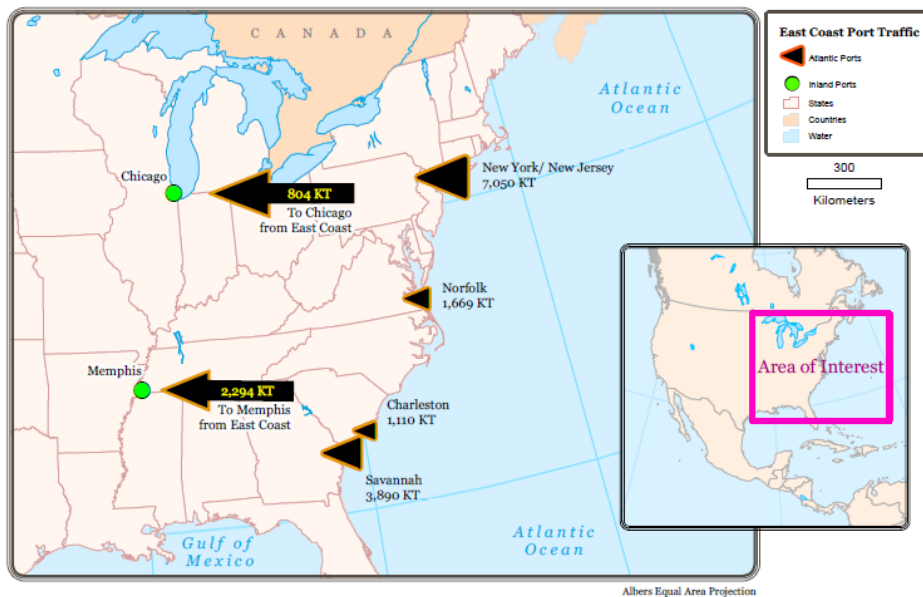 CANADA
Atlantic
Ocean
Chicago
804 KT
To Chicago
from East Coast
New York/ New Jersey
7,050 KT
Norfolk
1,669 KT
Memphis
2,294 KT
To Memphis
from East Coast
Charleston
1,110 KT
Savannah
3,890 KT
Gulf of
Mexico
Atlantic
Ocean
East Coast Port Traffic
Atlantic Ports
Inland Ports
States
Countries
Water
300
Kilometers
Area of Interest
Albers Equal Area Projection